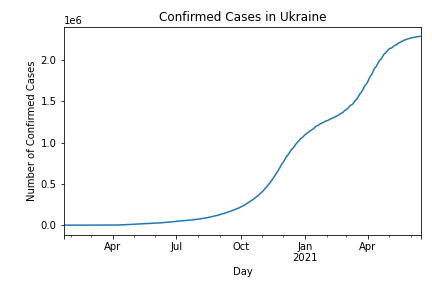 Confirmed Cases in Ukraine
1e6
2.0
1.5
1.0
0.5
0.0
Number of Confirmed Cases
Apr Jul Oct Jan Apr
2021
Day